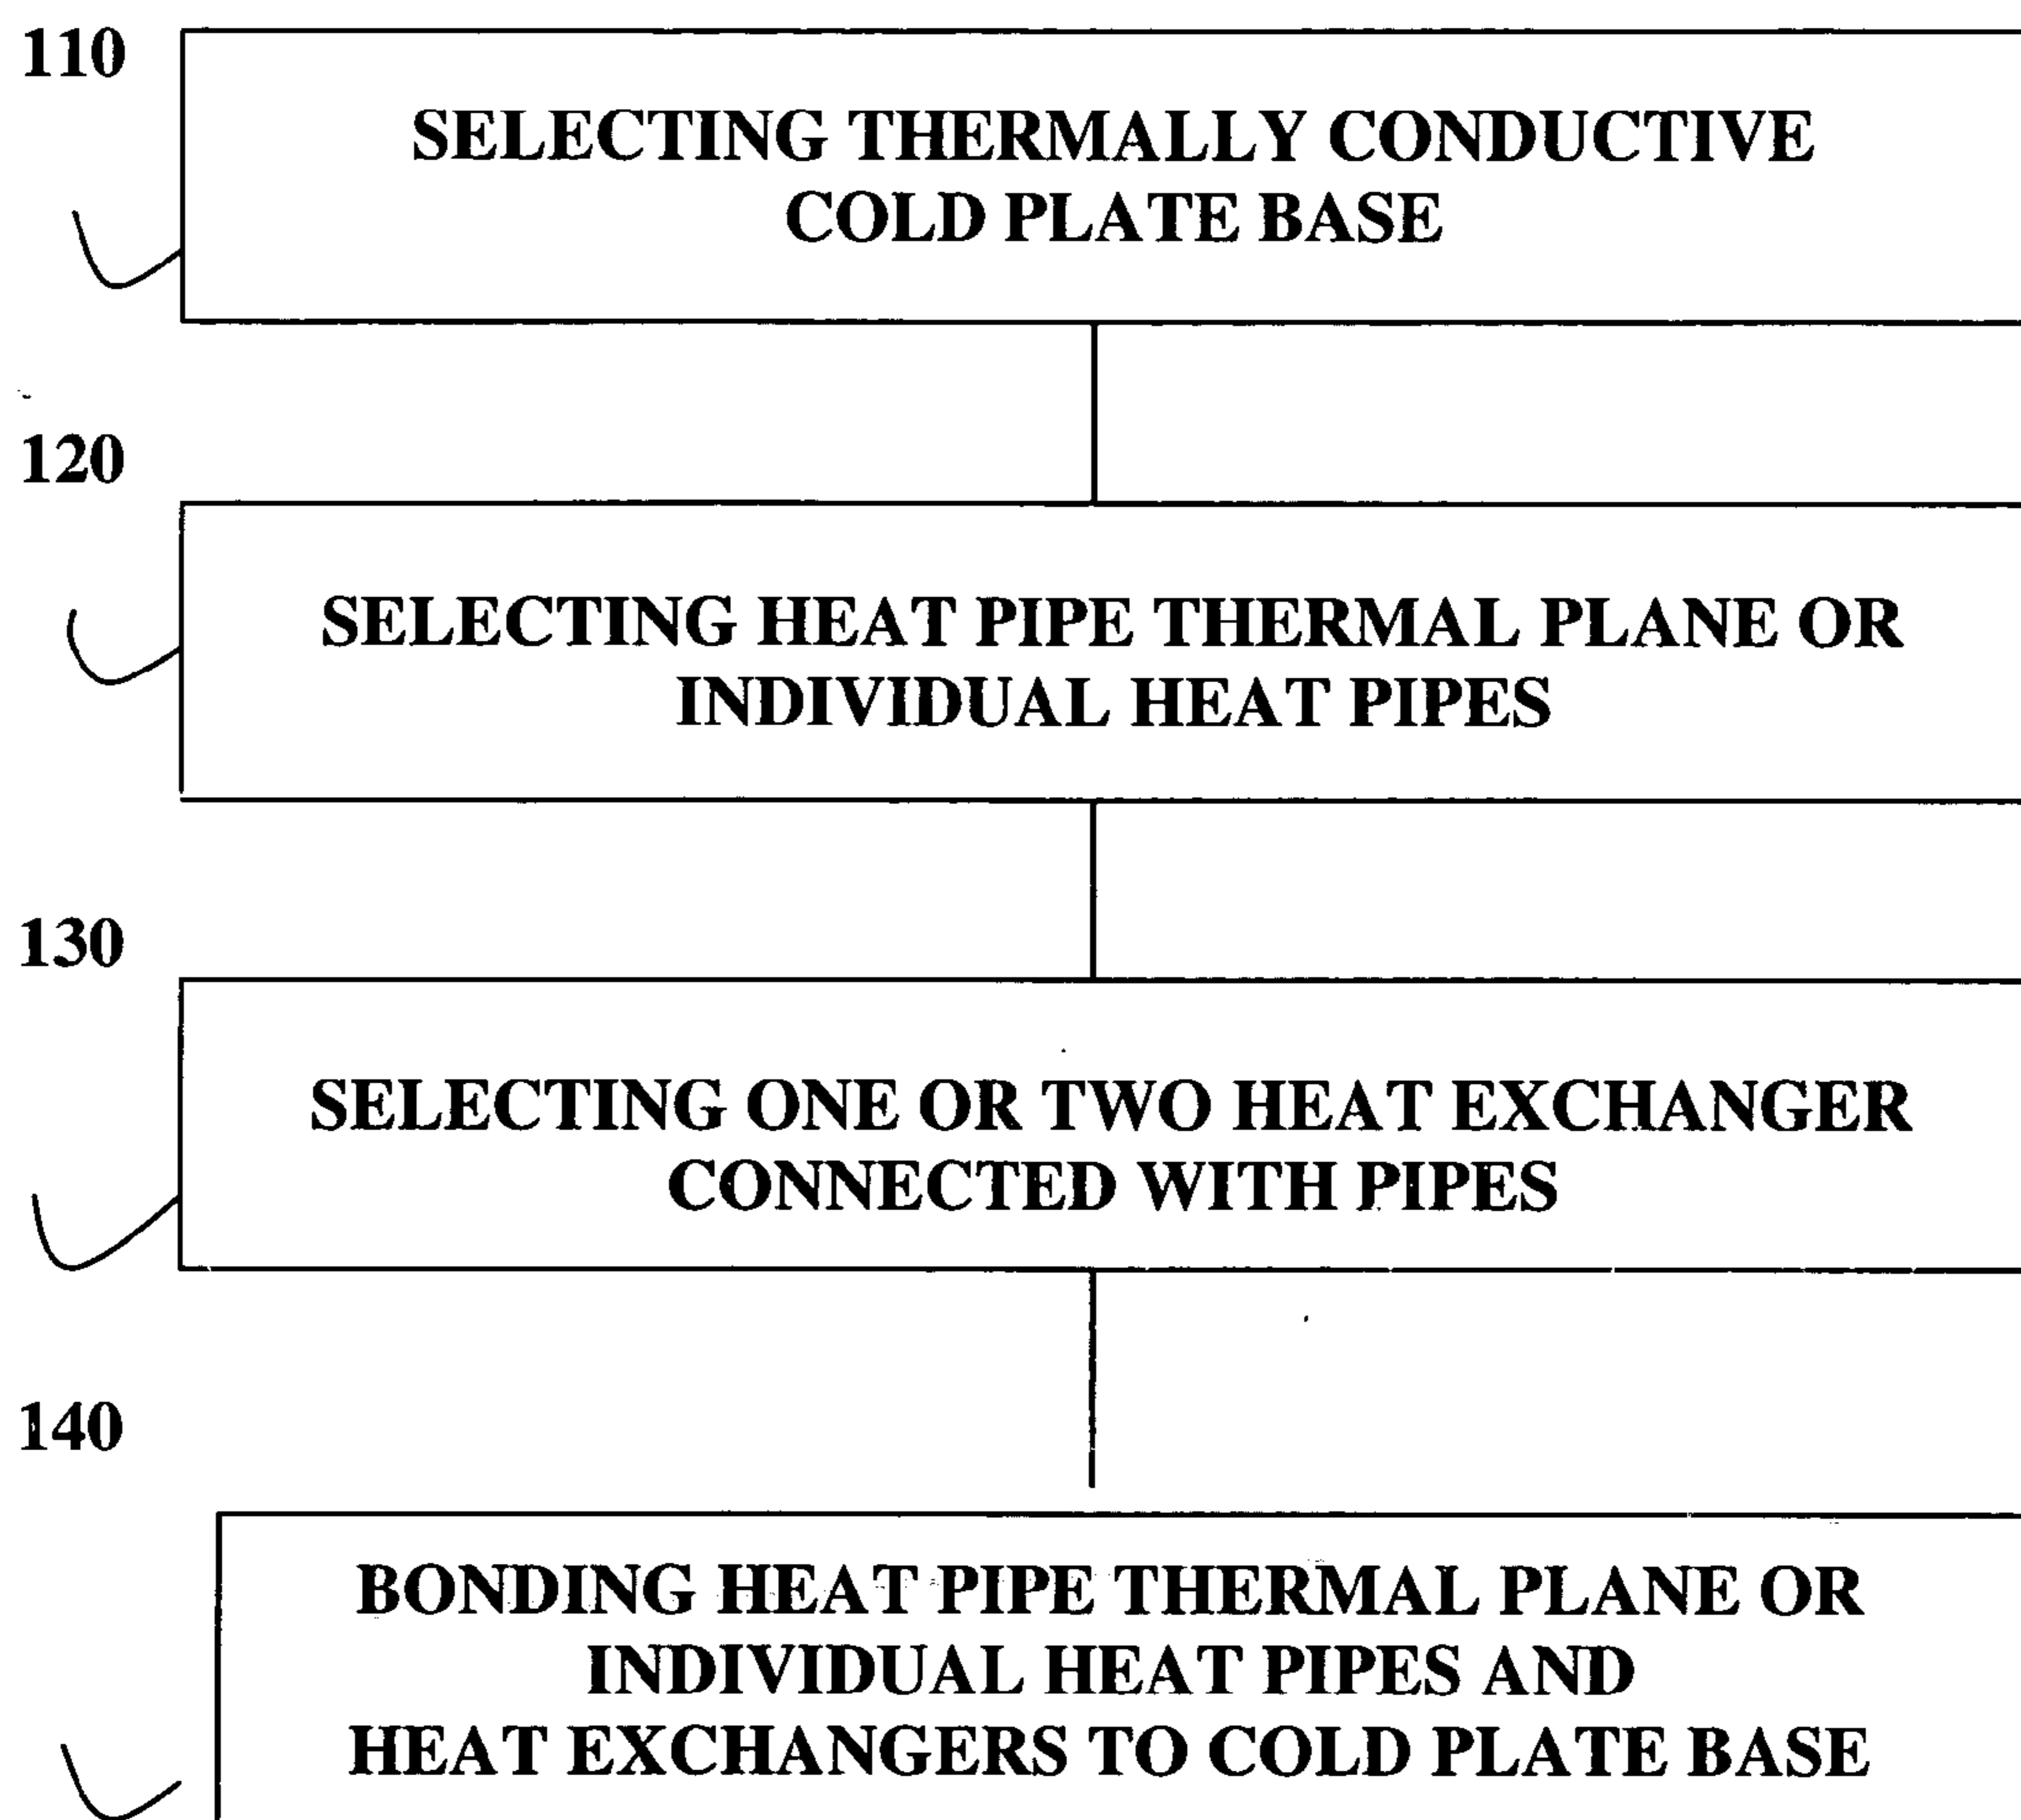 110
SELECTING THERMALLY CONDUCTIVE
COLD PLATE BASE
120
SELECTING HEAT PIPE THERMAL PLANE OR
INDIVIDUAL HEAT PIPES
130
SELECTING ONE OR TWO HEAT EXCHANGER
CONNECTED WITH PIPES
140
BONDING HEAT PIPE THERMAL PLANE OR
INDIVIDUAL HEAT PIPES AND
HEAT EXCHANGERS TO COLD PLATE BASE